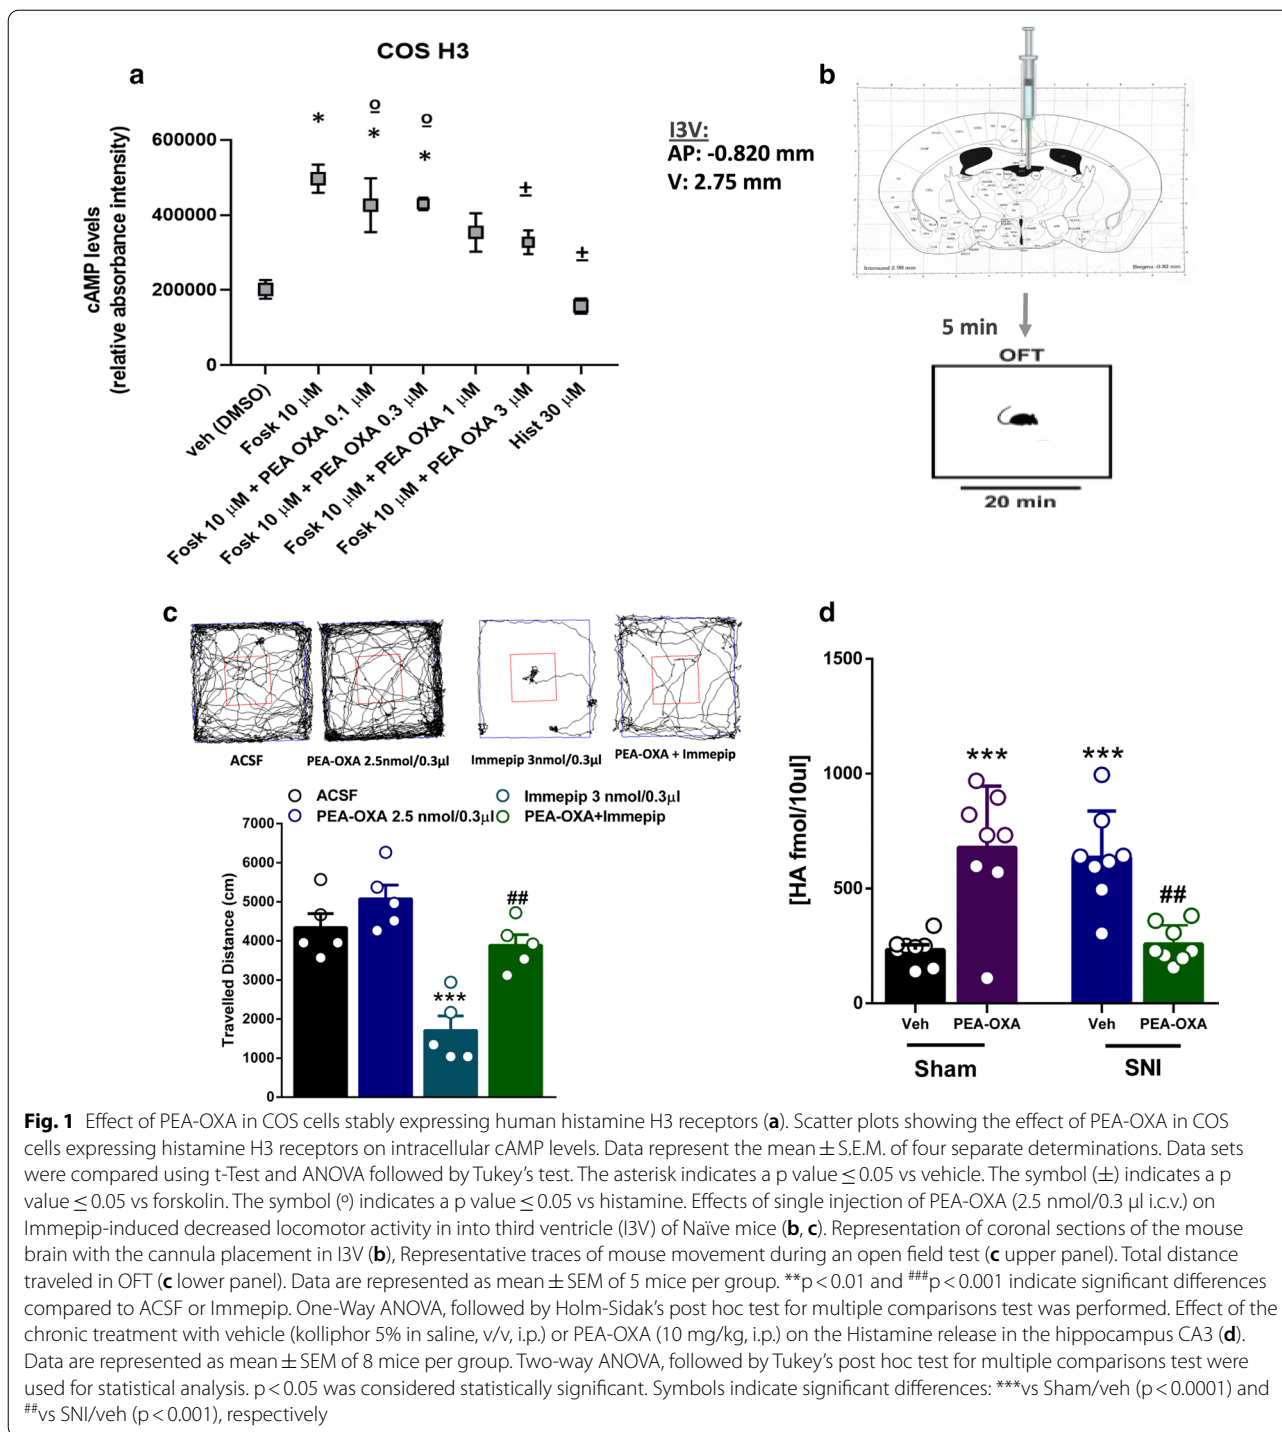 COS H3
a
o
o
*
*
*
±
±
600000
400000
200000
0
cAMP levels
(relative absorbance intensity)
veh (DMSO)
Fosk 10 µM
Fosk 10 µM + PEA OXA 0.1 µM
Fosk 10 µM + PEA OXA 0.3 µM
Fosk 10 µM + PEA OXA 1 µM
Fosk 10 µM + PEA OXA 3 µM
Hist 30 µM
b
I3V:
AP: -0.820 mm
V: 2.75 mm
Interaural 2.98 mm
Bregma -0.82 mm
5 min
OFT
20 min
c
ACSF
PEA-OXA 2.5nmol/0.3µl
Immepip 3nmol/0.3µl
PEA-OXA + Immepip
ACSF
PEA-OXA 2.5 nmol/0.3µl
Immepip 3 nmol/0.3µl
PEA-OXA+Immepip
7000
6000
5000
4000
3000
2000
1000
0
Travelled Distance (cm)
***
##
d
1500
1000
500
0
[HA fmol/10ul]
***
***
##
Veh
PEA-OXA
Veh
PEA-OXA
Sham
SNI
Fig. 1 Effect of PEA-OXA in COS cells stably expressing human histamine H3 receptors (a). Scatter plots showing the effect of PEA-OXA in COS
cells expressing histamine H3 receptors on intracellular cAMP levels. Data represent the mean ± S.E.M. of four separate determinations. Data sets
were compared using t-Test and ANOVA followed by Tukey's test. The asterisk indicates a p value ≤ 0.05 vs vehicle. The symbol (±) indicates a p
value ≤ 0.05 vs forskolin. The symbol (º) indicates a p value ≤ 0.05 vs histamine. Effects of single injection of PEA-OXA (2.5 nmol/0.3 µl i.c.v.) on
Immepip-induced decreased locomotor activity in into third ventricle (I3V) of Naïve mice (b, c). Representation of coronal sections of the mouse
brain with the cannula placement in I3V (b), Representative traces of mouse movement during an open field test (c upper panel). Total distance
traveled in OFT (c lower panel). Data are represented as mean ± SEM of 5 mice per group. **p < 0.01 and ###p < 0.001 indicate significant differences
compared to ACSF or Immepip. One-Way ANOVA, followed by Holm-Sidak's post hoc test for multiple comparisons test was performed. Effect of the
chronic treatment with vehicle (kolliphor 5% in saline, v/v, i.p.) or PEA-OXA (10 mg/kg, i.p.) on the Histamine release in the hippocampus CA3 (d).
Data are represented as mean ± SEM of 8 mice per group. Two-way ANOVA, followed by Tukey's post hoc test for multiple comparisons test were
used for statistical analysis. p < 0.05 was considered statistically significant. Symbols indicate significant differences: ***vs Sham/veh (p < 0.0001) and
##vs SNI/veh (p < 0.001), respectively